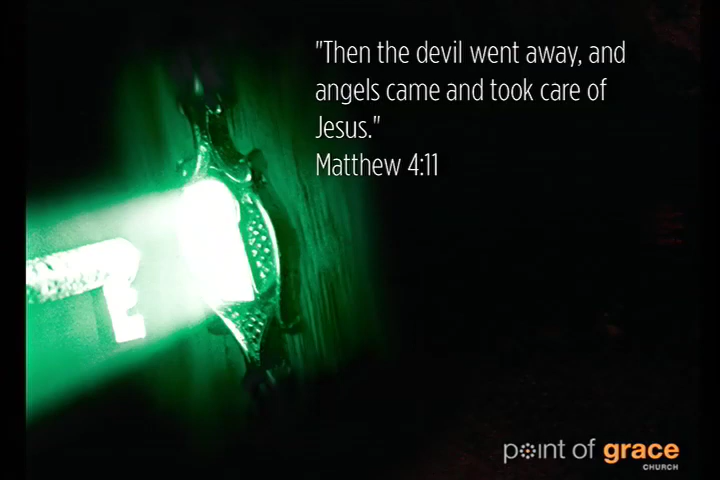 "Then the devil went away, and
angels came and took care of
Jesus."
Matthew 4:11
point of grace
CHURCH